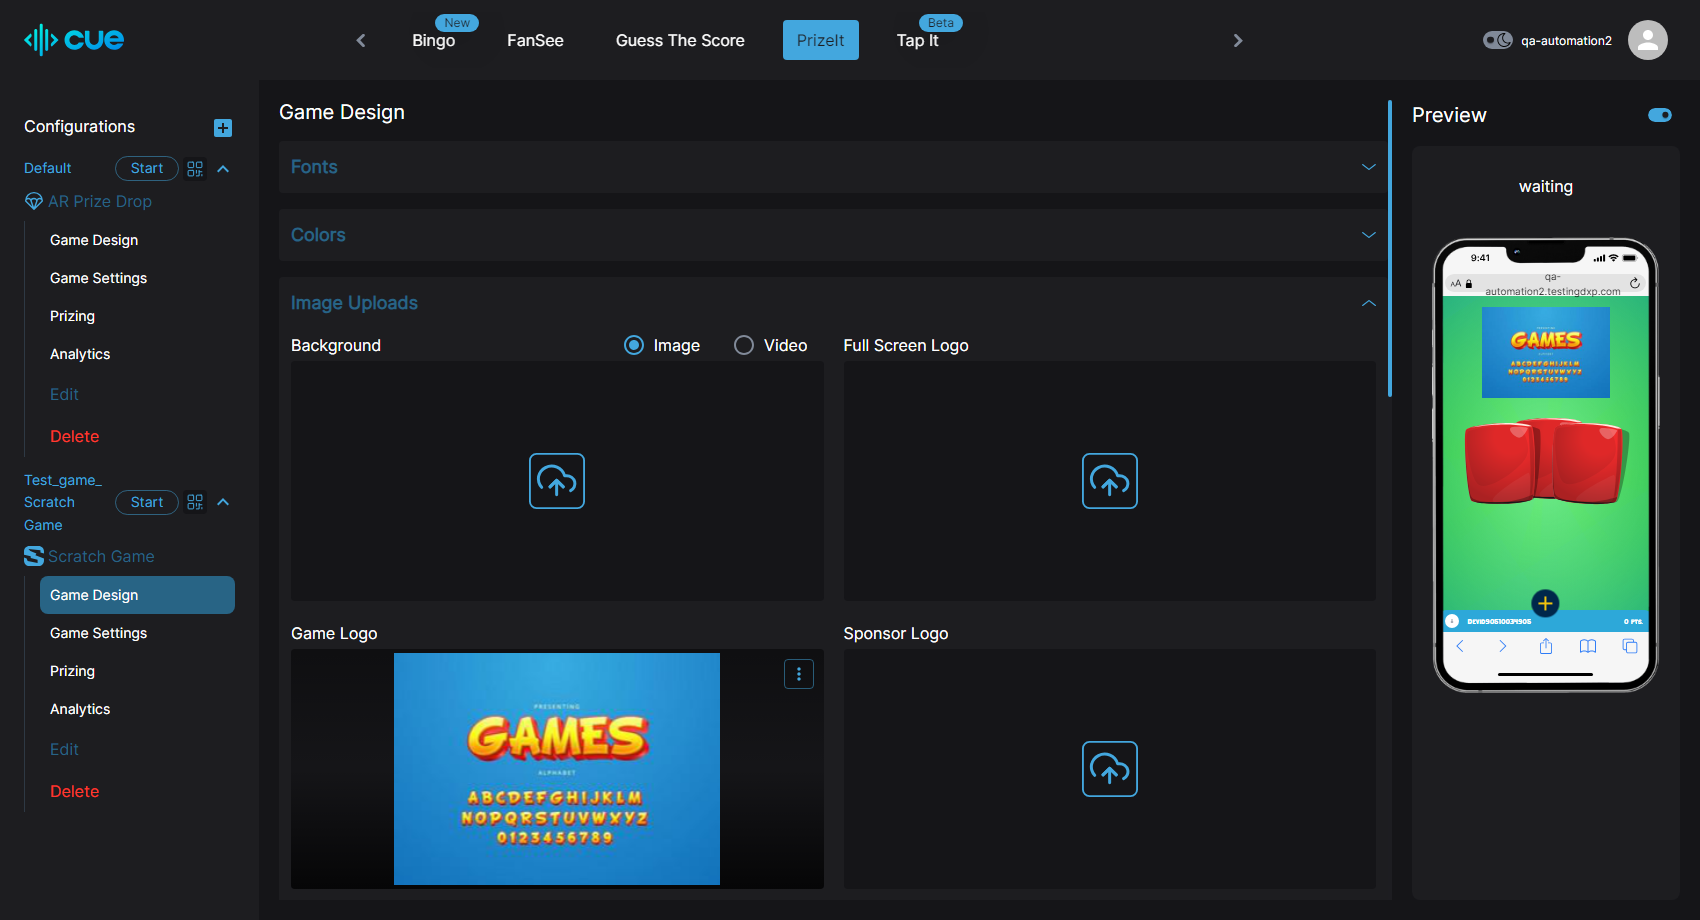 cue
New
Bingo
FanSee
Guess The Score
PrizeIt
Beta
Tap It
qa-automation2
Configurations
Default
Start
AR Prize Drop
Game Design
Game Settings
Prizing
Analytics
Edit
Delete
Test_game_
Scratch
Game
Start
Scratch Game
Game Design
Game Settings
Prizing
Analytics
Edit
Delete
Game Design
Fonts
Colors
Image Uploads
Background
Image
Video
Full Screen Logo
Game Logo
PRESENTING
GAMES
ALPHABET
ABCDEFGHIJKLM
NOPQRSTUVWXYZ
0123456789
Sponsor Logo
Preview
waiting
9:41
AA
qa-
automation2.testingdxp.com
GAMES
ABCDEFGHIJKLM
NOPQRSTUVWXYZ
0123456789
0 PTS.